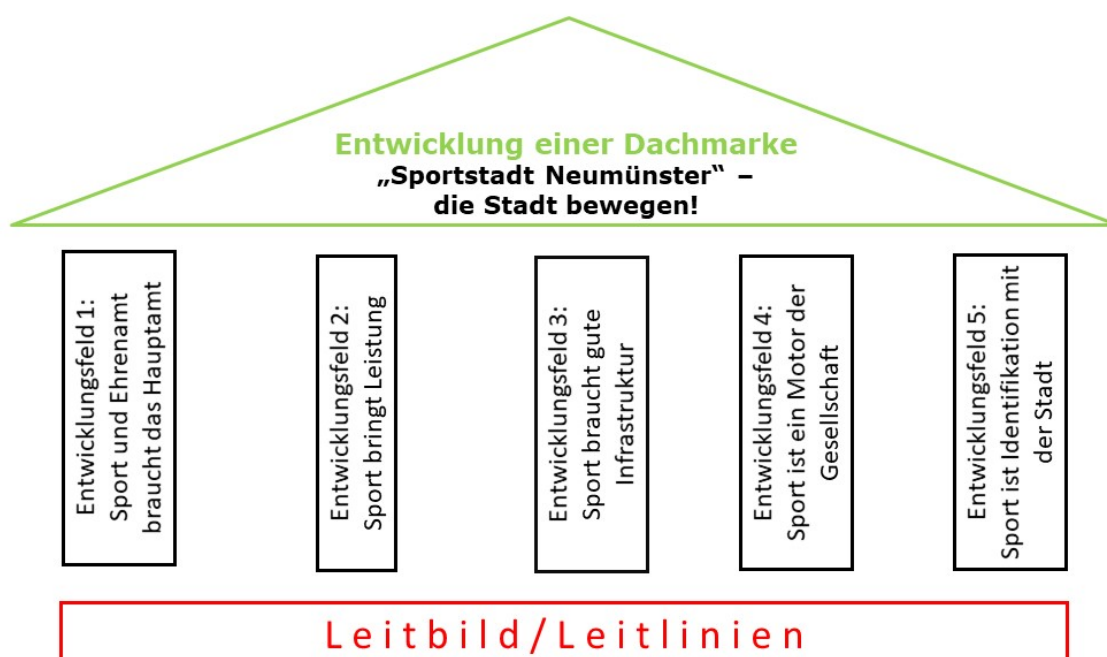 Entwicklung einer Dachmarke
„Sportstadt Neumünster“ –
die Stadt bewegen!
Entwicklungsfeld 1:
Sport und Ehrenamt
braucht das Hauptamt
Entwicklungsfeld 2:
Sport bringt Leistung
Entwicklungsfeld 3:
Sport braucht gute
Infrastruktur
Entwicklungsfeld 4:
Sport ist ein Motor der
Gesellschaft
Entwicklungsfeld 5:
Sport ist Identifikation mit
der Stadt
Leitbild/Leitlinien